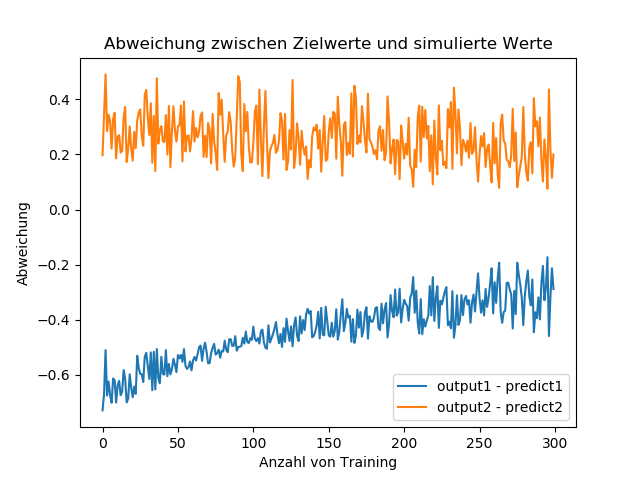 Abweichung zwischen Zielwerte und simulierte Werte
Abweichung
0.4
0.2
0.0
−0.2
−0.4
−0.6
output1 - predict1
output2 - predict2
0 50 100 150 200 250 300
Anzahl von Training